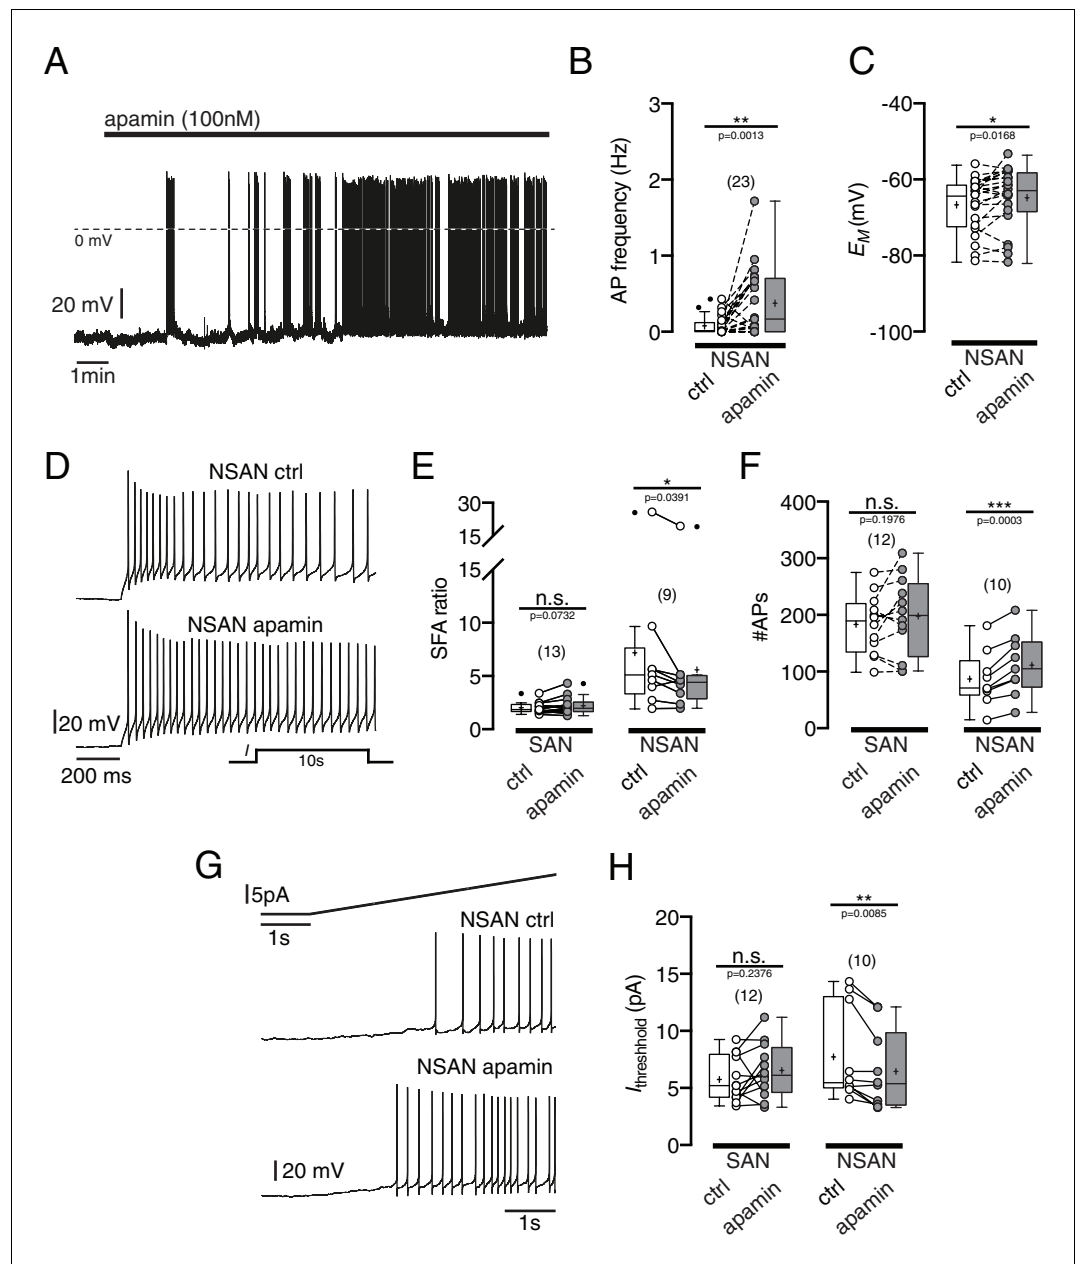 A
apamin (100nM)
0 mV
20 mV
1min
B
AP frequency (Hz)
3
2
1
0
**
p=0.0013
(23)
NSAN
ctrl
apamin
C
E_M (mV)
-40
-60
-80
-100
*
p=0.0168
NSAN
ctrl
apamin
D
NSAN ctrl
NSAN apamin
20 mV
200 ms
I
10s
E
SFA ratio
30
15
15
10
5
0
n.s.
p=0.0732
(13)
*
p=0.0391
(9)
SAN
NSAN
ctrl
apamin
ctrl
apamin
F
#APs
400
300
200
100
0
n.s.
p=0.1976
(12)
***
p=0.0003
(10)
SAN
NSAN
ctrl
apamin
ctrl
apamin
G
5pA
1s
NSAN ctrl
NSAN apamin
20 mV
1s
H
I_threshhold (pA)
20
15
10
5
0
n.s.
p=0.2376
(12)
**
p=0.0085
(10)
SAN
NSAN
ctrl
apamin
ctrl
apamin